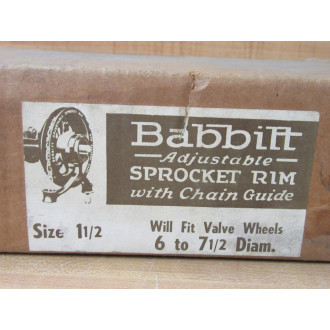 Babbitt
Adjustable
SPROCKET RIM
with Chain Guide
Size 1 1/2
Will Fit Valve Wheels
6 to 7 1/2 Diam.